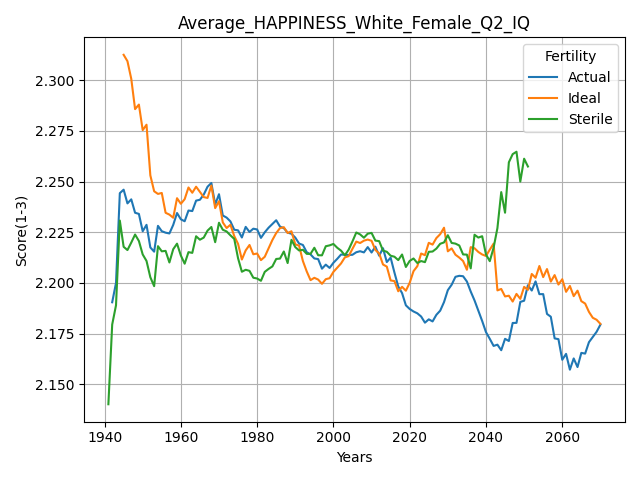 Average_HAPPINESS_White_Female_Q2_IQ
Fertility
Actual
Ideal
Sterile
Score(1-3)
2.300
2.275
2.250
2.225
2.200
2.175
2.150
1940 1960 1980 2000 2020 2040 2060
Years